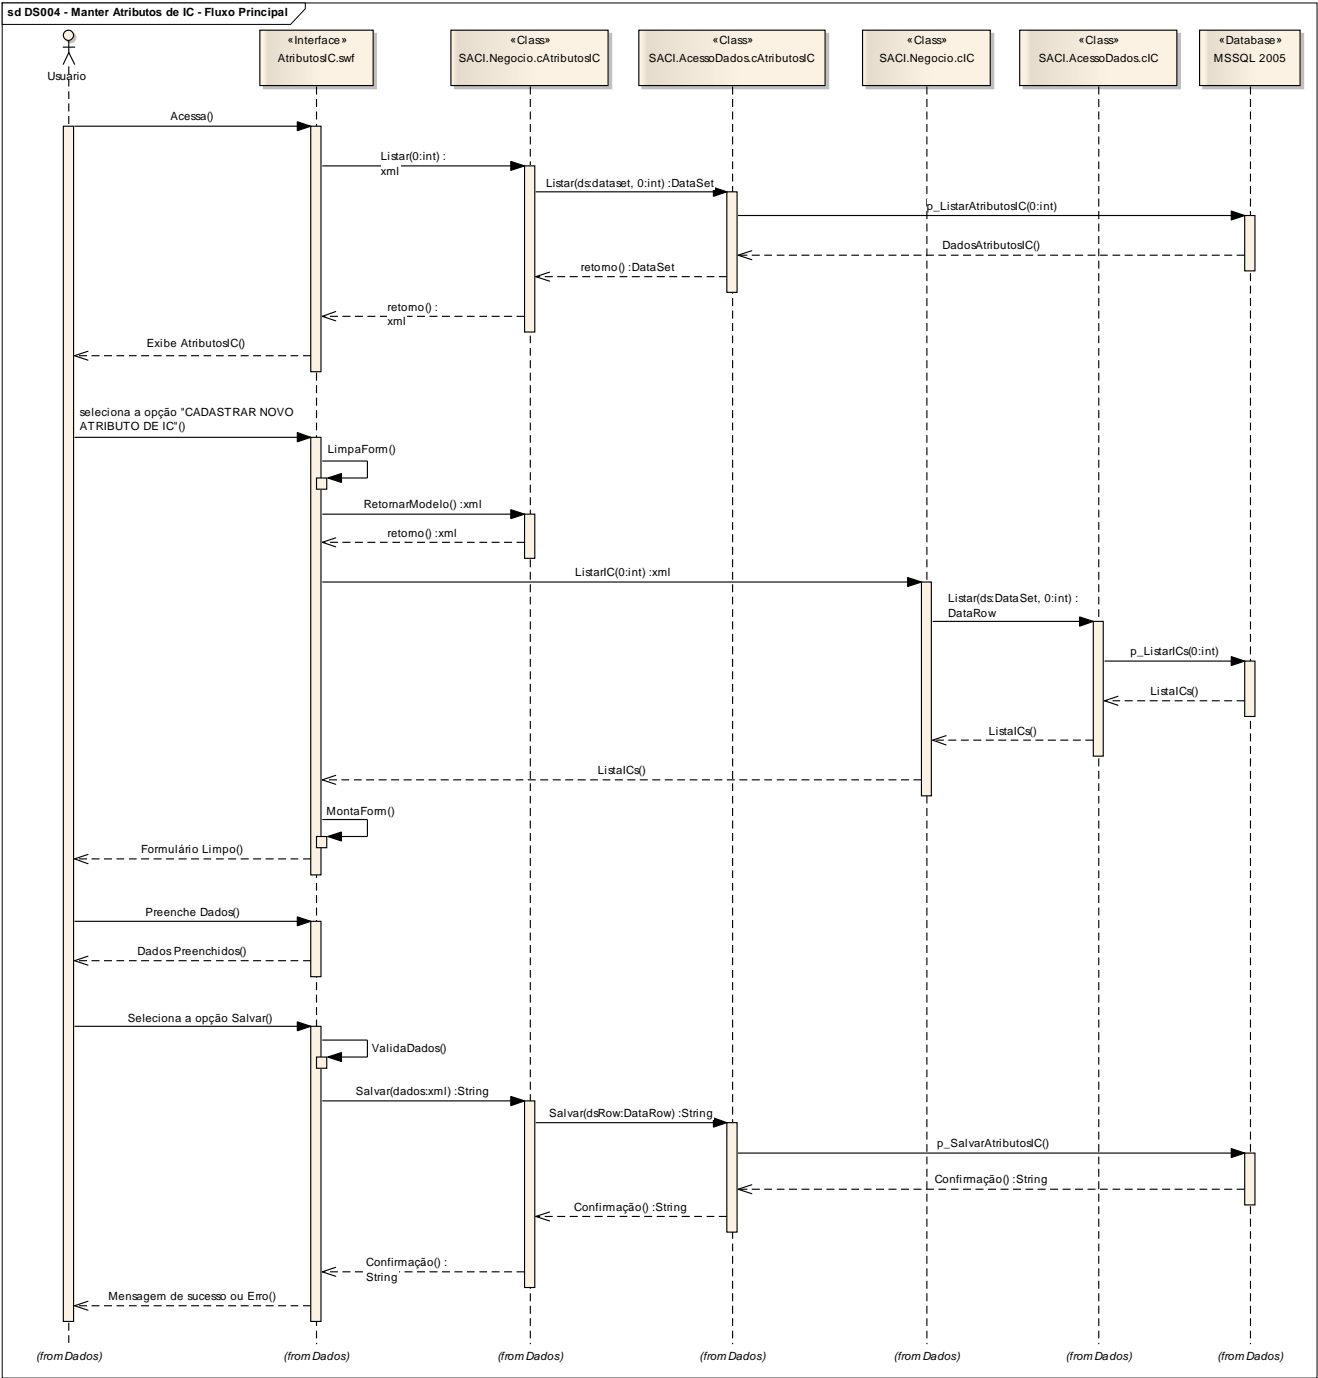 sd DS004 - Manter Atributos de IC - Fluxo Principal
Usuário
«Interface»
AtributosIC.swf
«Class»
SACI.Negocio.cAtributosIC
«Class»
SACI.AcessoDados.cAtributosIC
«Class»
SACI.Negocio.cIC
«Class»
SACI.AcessoDados.cIC
«Database»
MSSQL 2005
Acessa()
Listar(0:int) :
xml
Listar(ds:dataset, 0:int) :DataSet
p_ListarAtributosIC(0:int)
DadosAtributosIC()
retorno() :DataSet
retorno() :
xml
Exibe AtributosIC()
seleciona a opção "CADASTRAR NOVO
ATRIBUTO DE IC"()
LimpaForm()
RetornarModelo() :xml
retorno() :xml
ListarIC(0:int) :xml
Listar(ds:DataSet, 0:int) :
DataRow
p_ListarICs(0:int)
ListaICs()
ListaICs()
ListaICs()
MontaForm()
Formulário Limpo()
Preenche Dados()
Dados Preenchidos()
Seleciona a opção Salvar()
ValidaDados()
Salvar(dados:xml) :String
Salvar(dsRow:DataRow) :String
p_SalvarAtributosIC()
Confirmação() :String
Confirmação() :String
Confirmação() :
String
Mensagem de sucesso ou Erro()
(from Dados)
(from Dados)
(from Dados)
(from Dados)
(from Dados)
(from Dados)
(from Dados)